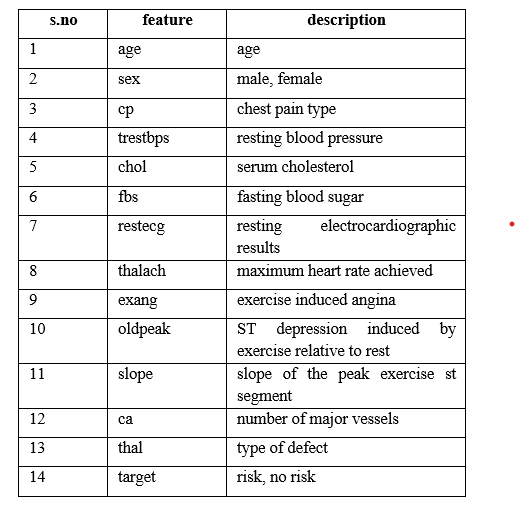 s.no feature description
1 age age
2 sex male, female
3 cp chest pain type
4 trestbps resting blood pressure
5 chol serum cholesterol
6 fbs fasting blood sugar
7 restecg resting electrocardiographic
results
8 thalach maximum heart rate achieved
9 exang exercise induced angina
10 oldpeak ST depression induced by
exercise relative to rest
11 slope slope of the peak exercise st
segment
12 ca number of major vessels
13 thal type of defect
14 target risk, no risk